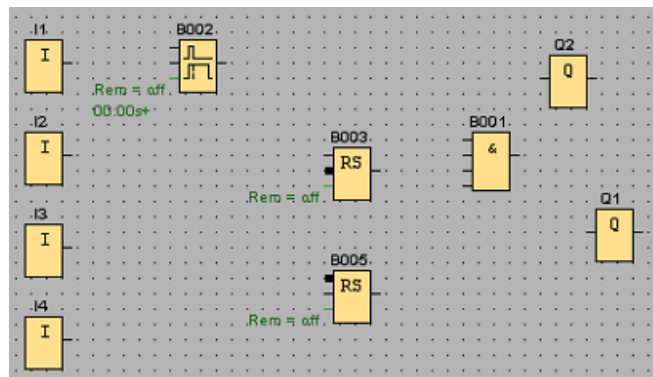 I1
B002
I
Q2
Q
Rem = off
00:00s+
I2
B001
I
B003
&
RS
Rem = off
I3
Q1
I
Q
B005
RS
I4
Rem = off
I